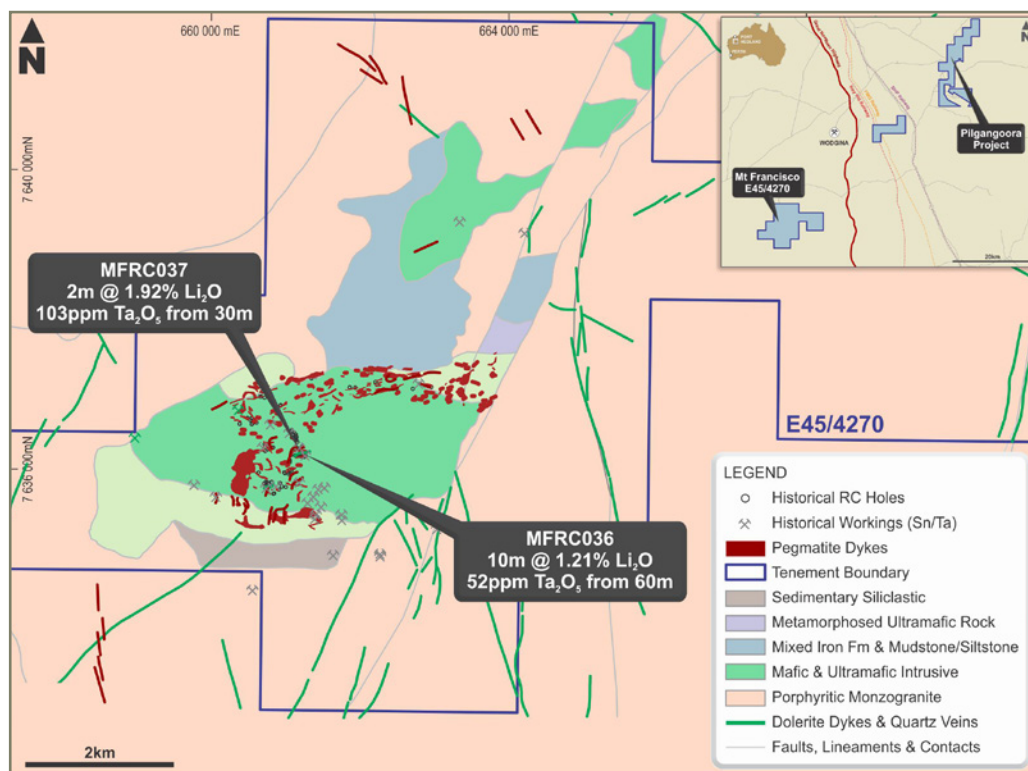 N
660 000 mE
664 000 mE
7 640 000mN
7 636 000mN
MFRC037
2m @ 1.92% Li₂O
103ppm Ta₂O₅ from 30m
MFRC036
10m @ 1.21% Li₂O
52ppm Ta₂O₅ from 60m
E45/4270
2km
N
WODGINA
Pilgangoora
Project
Mt Francisco
E45/4270
20km
LEGEND
Historical RC Holes
Historical Workings (Sn/Ta)
Pegmatite Dykes
Tenement Boundary
Sedimentary Siliclastic
Metamorphosed Ultramafic Rock
Mixed Iron Fm & Mudstone/Siltstone
Mafic & Ultramafic Intrusive
Porphyritic Monzogranite
Dolerite Dykes & Quartz Veins
Faults, Lineaments & Contacts